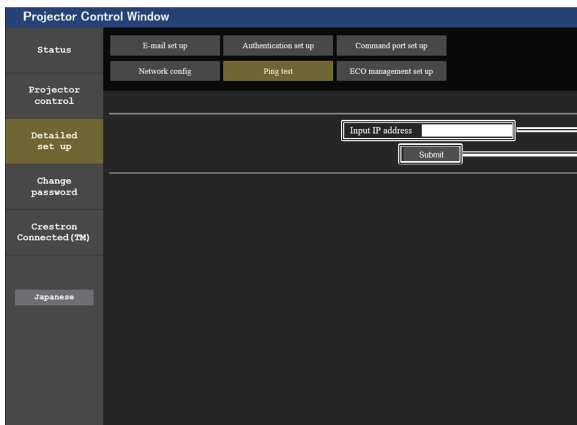 Projector Control Window
Status
E-mail set up
Authentication set up
Command port set up
Network config
Ping test
ECO management set up
Projector
control
Detailed
set up
Input IP address
Submit
Change
password
Crestron
Connected(TM)
Japanese